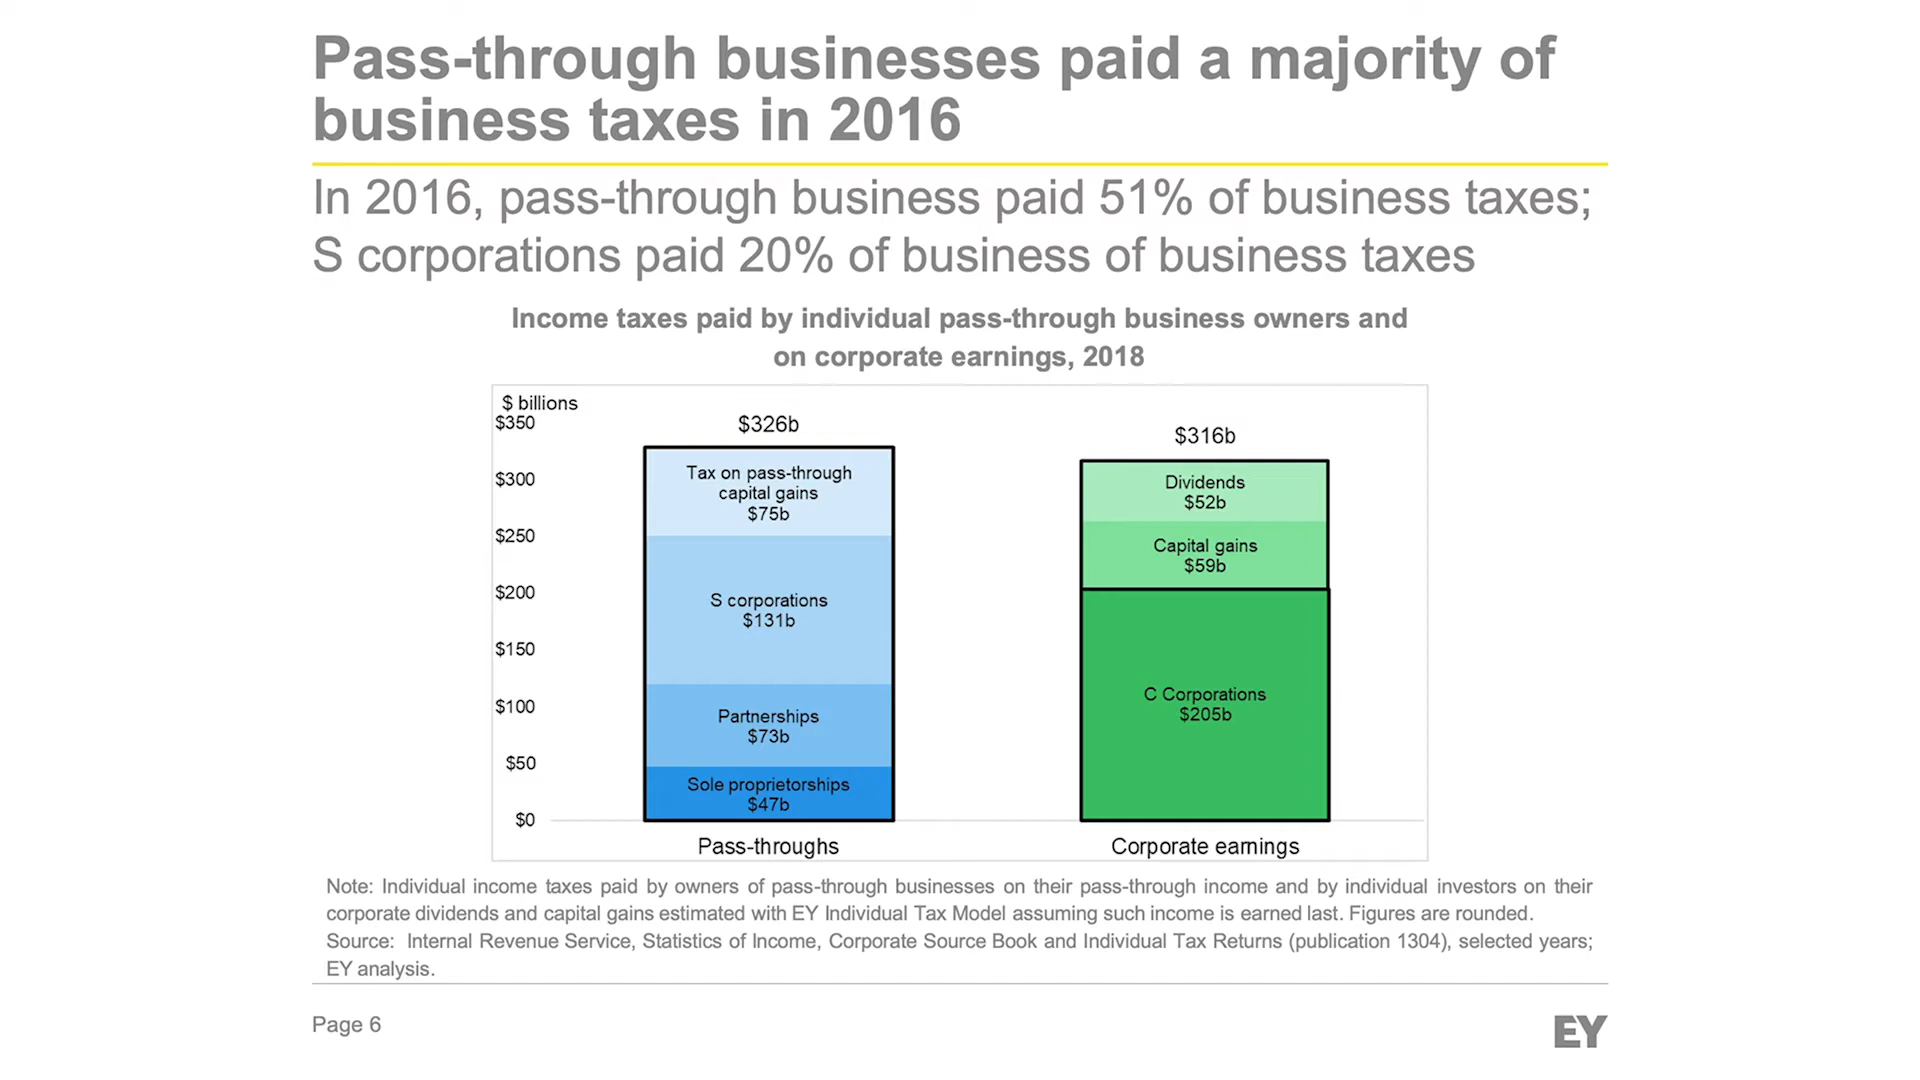 Pass-through businesses paid a majority of
business taxes in 2016
In 2016, pass-through business paid 51% of business taxes;
S corporations paid 20% of business of business taxes
Income taxes paid by individual pass-through business owners and
on corporate earnings, 2018
$ billions
$350
$300
$250
$200
$150
$100
$50
$0
$326b
Tax on pass-through
capital gains
$75b
S corporations
$131b
Partnerships
$73b
Sole proprietorships
$47b
Pass-throughs
$316b
Dividends
$52b
Capital gains
$59b
C Corporations
$205b
Corporate earnings
Note: Individual income taxes paid by owners of pass-through businesses on their pass-through income and by individual investors on their
corporate dividends and capital gains estimated with EY Individual Tax Model assuming such income is earned last. Figures are rounded.
Source: Internal Revenue Service, Statistics of Income, Corporate Source Book and Individual Tax Returns (publication 1304), selected years;
EY analysis.
Page 6
EY